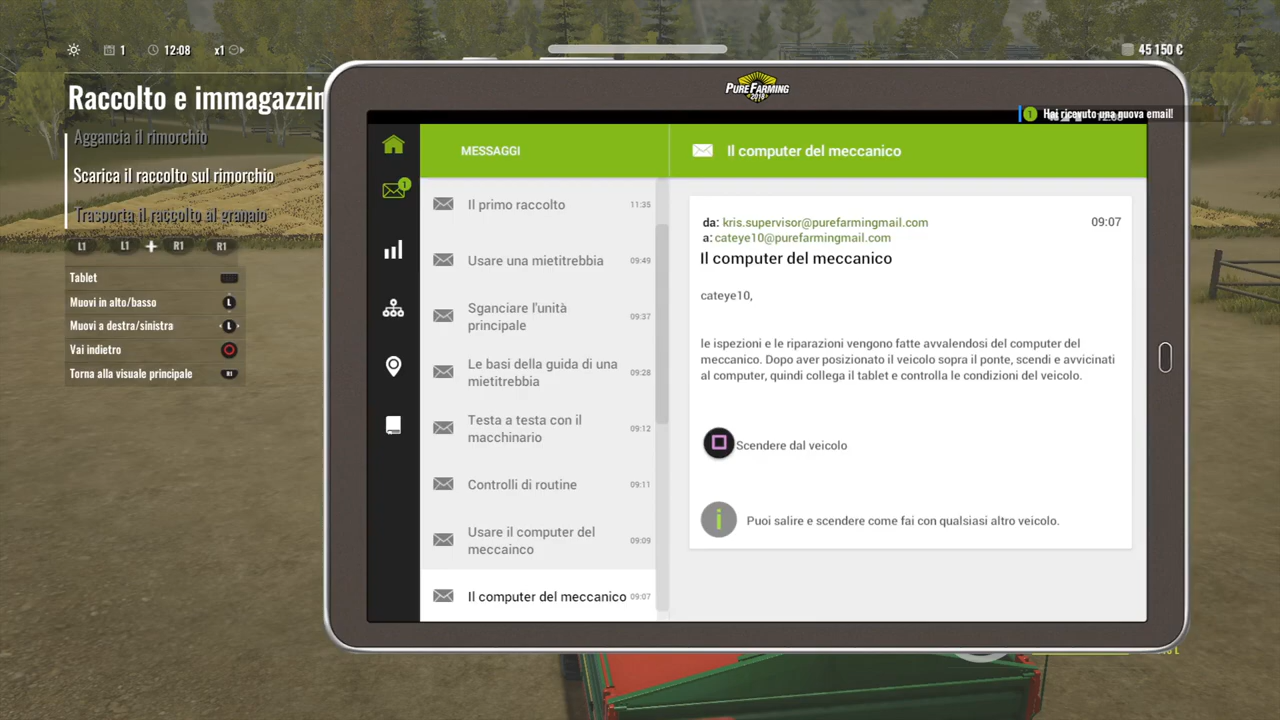 1 12:08 x1
45 150 €
PURE FARMING
2018
Raccolto e immagazzin
Aggancia il rimorchio
Scarica il raccolto sul rimorchio
Trasporta il raccolto al granaio
L1 L1 + R1 R1
Tablet
Muovi in alto/basso L
Muovi a destra/sinistra L
Vai indietro
Torna alla visuale principale R1
1 Hai ricevuto una nuova email!
1
MESSAGGI
Il primo raccolto 11:35
Usare una mietitrebbia 09:49
Sganciare l'unità
principale 09:37
Le basi della guida di una
mietitrebbia 09:28
Testa a testa con il
macchinario 09:12
Controlli di routine 09:11
Usare il computer del
meccainco 09:09
Il computer del meccanico 09:07
Il computer del meccanico
da: kris.supervisor@purefarmingmail.com 09:07
a: cateye10@purefarmingmail.com
Il computer del meccanico
cateye10,
le ispezioni e le riparazioni vengono fatte avvalendosi del computer del
meccanico. Dopo aver posizionato il veicolo sopra il ponte, scendi e avvicinati
al computer, quindi collega il tablet e controlla le condizioni del veicolo.
Scendere dal veicolo
i Puoi salire e scendere come fai con qualsiasi altro veicolo.